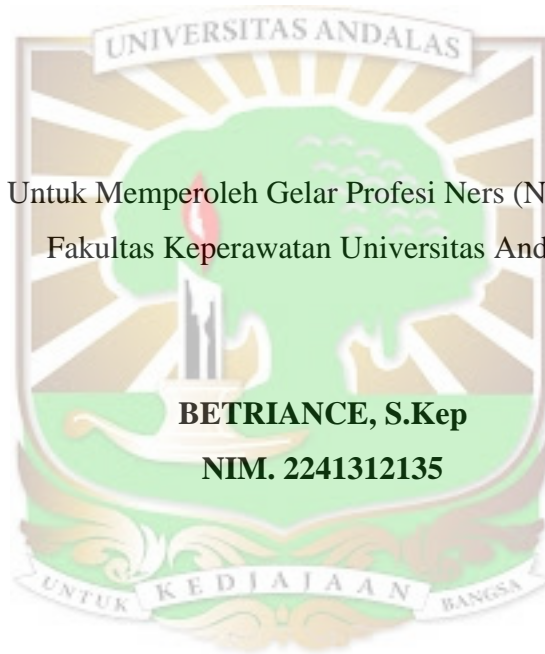 UNIVERSITAS ANDALAS
Untuk Memperoleh Gelar Profesi Ners (N
Fakultas Keperawatan Universitas And
BETRIANCE, S.Kep
NIM. 2241312135
UNTUK KEDJAJAAN BANGSA